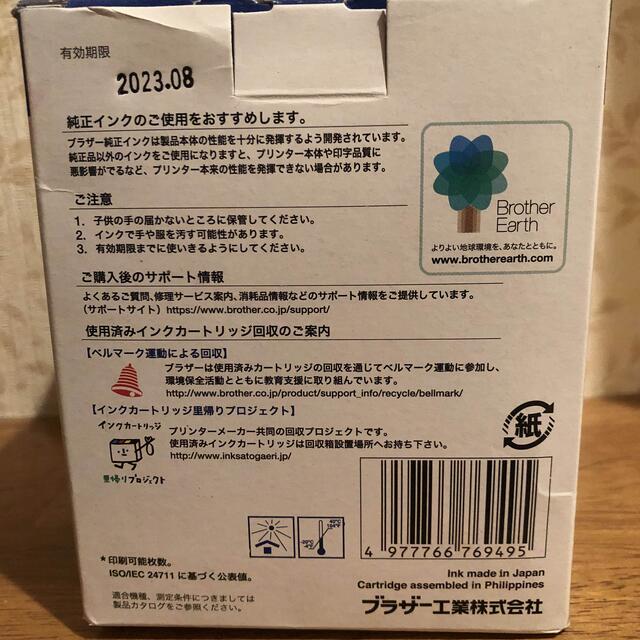 有効期限
2023.08
純正インクのご使用をおすすめします。
ブラザー純正インクは製品本体の性能を十分に発揮するよう開発されています。
純正品以外のインクをご使用になりますと、プリンター本体や印字品質に
悪影響がでるなど、プリンター本来の性能を発揮できない場合があります。
ご注意
1. 子供の手の届かないところに保管してください。
2. インクで手や服を汚す可能性があります。
3. 有効期限までに使いきるようにしてください。
Brother
Earth
よりよい地球環境を、あなたとともに。
www.brotherearth.com
ご購入後のサポート情報
よくあるご質問、修理サービス案内、消耗品情報などのサポート情報をご提供しています。
(サポートサイト) https://www.brother.co.jp/support/
使用済みインクカートリッジ回収のご案内
【ベルマーク運動による回収】
ブラザーは使用済みカートリッジの回収を通じてベルマーク運動に参加し、
環境保全活動とともに教育支援に取り組んでいます。
http://www.brother.co.jp/product/support_info/recycle/bellmark/
【インクカートリッジ里帰りプロジェクト】
インクカートリッジ
里帰りプロジェクト
プリンターメーカー共同の回収プロジェクトです。
使用済みインクカートリッジは回収箱設置場所へお持ち下さい。
http://www.inksatogaeri.jp/
紙
40℃
104°F
-20℃
-4°F
4 977766 769495
*印刷可能枚数。
ISO/IEC 24711 に基づく公表値。
適合機種、測定条件につきましては
製品カタログをご参照ください。
Ink made in Japan
Cartridge assembled in Philippines
ブラザー工業株式会社